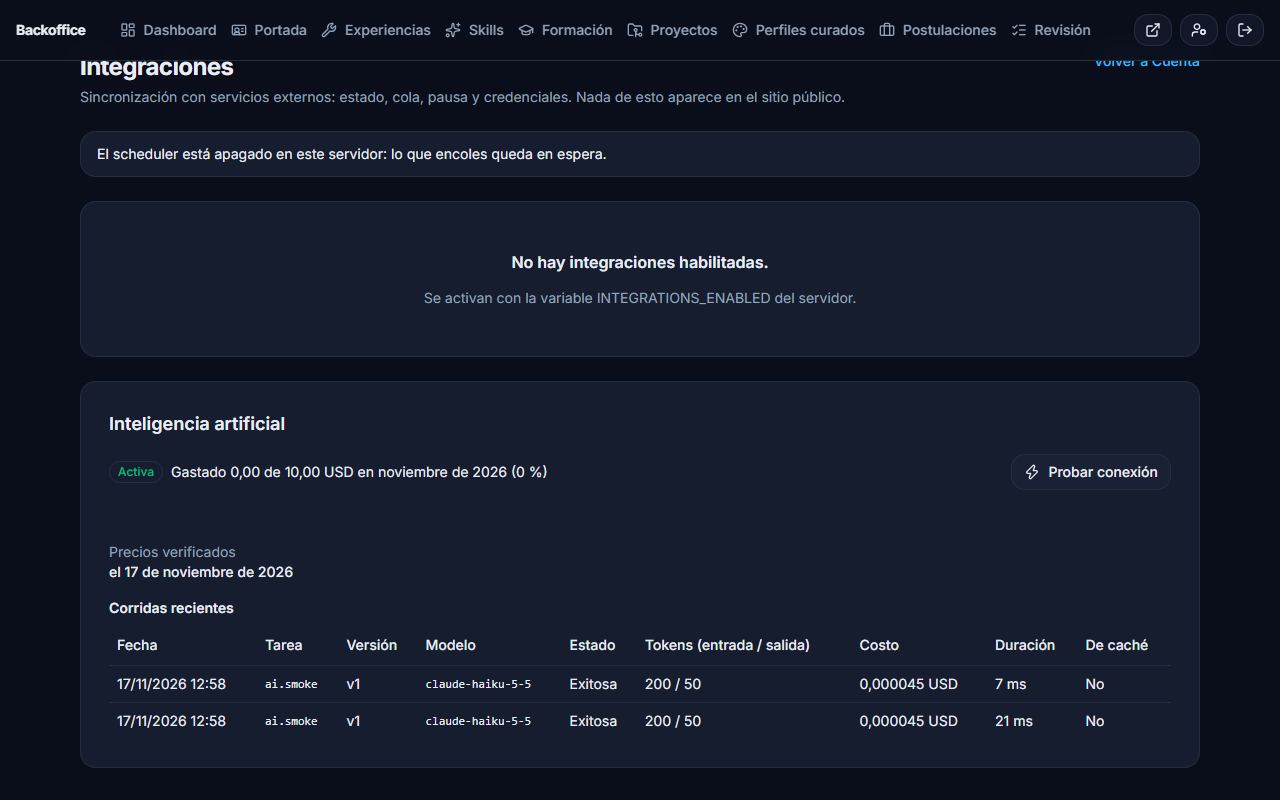 Backoffice Dashboard Portada Experiencias Skills Formación Proyectos Perfiles curados Postulaciones Revisión
Integraciones Volver a Cuenta
Sincronización con servicios externos: estado, cola, pausa y credenciales. Nada de esto aparece en el sitio público.
El scheduler está apagado en este servidor: lo que encoles queda en espera.
No hay integraciones habilitadas.
Se activan con la variable INTEGRATIONS_ENABLED del servidor.
Inteligencia artificial
Activa Gastado 0,00 de 10,00 USD en noviembre de 2026 (0 %) Probar conexión
Precios verificados
el 17 de noviembre de 2026
Corridas recientes
Fecha Tarea Versión Modelo Estado Tokens (entrada / salida) Costo Duración De caché
17/11/2026 12:58 ai.smoke v1 claude-haiku-5-5 Exitosa 200 / 50 0,000045 USD 7 ms No
17/11/2026 12:58 ai.smoke v1 claude-haiku-5-5 Exitosa 200 / 50 0,000045 USD 21 ms No